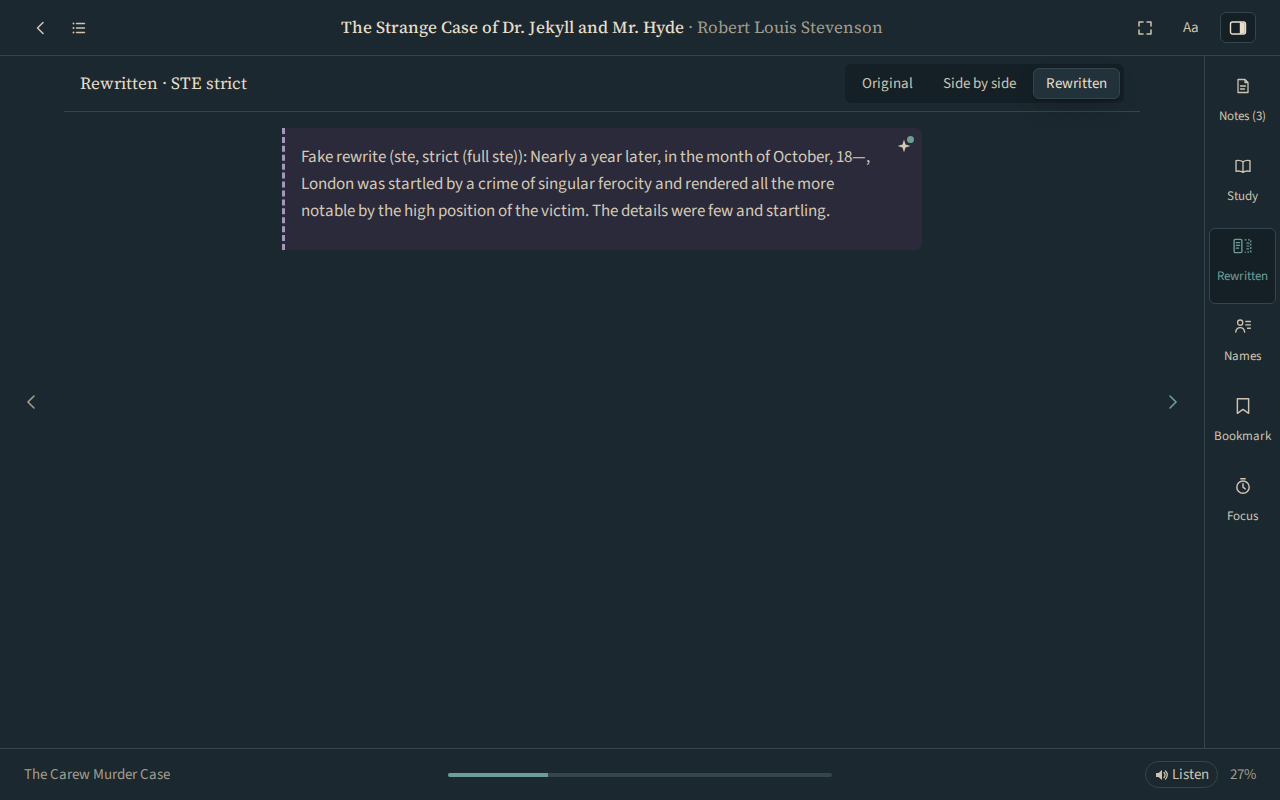 The Strange Case of Dr. Jekyll and Mr. Hyde · Robert Louis Stevenson
Aa
Rewritten · STE strict
Original
Side by side
Rewritten
Fake rewrite (ste, strict (full ste)): Nearly a year later, in the month of October, 18—,
London was startled by a crime of singular ferocity and rendered all the more
notable by the high position of the victim. The details were few and startling.
Notes (3)
Study
Rewritten
Names
Bookmark
Focus
The Carew Murder Case
Listen
27%